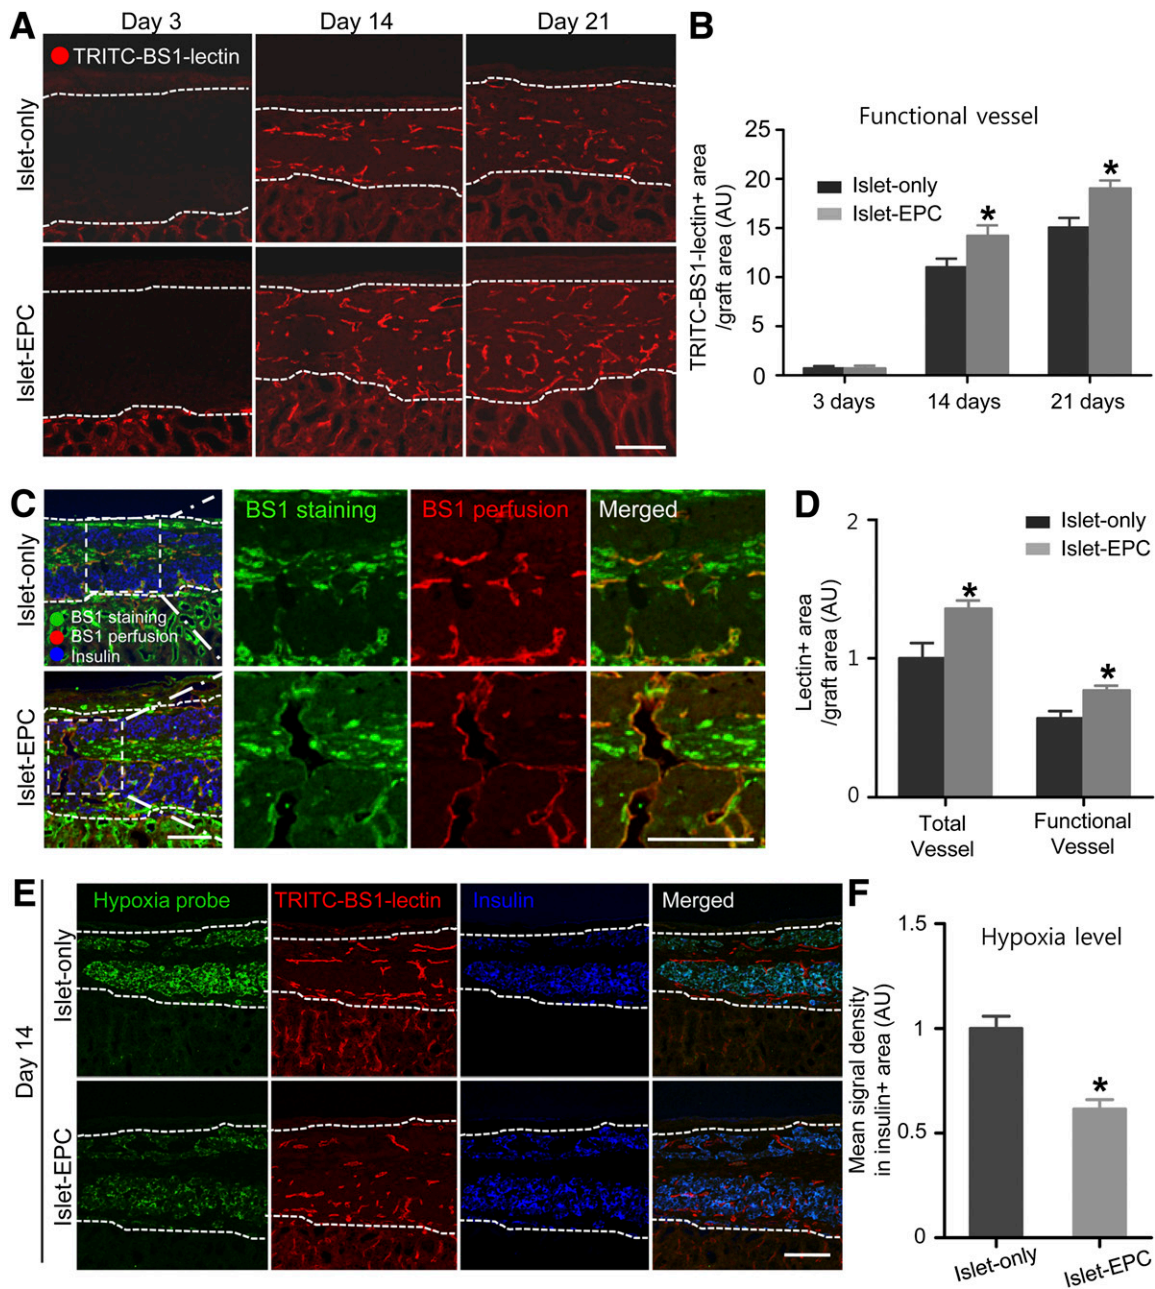 A
Day 3
Day 14
Day 21
TRITC-BS1-lectin
Islet-only
Islet-EPC
B
Functional vessel
TRITC-BS1-lectin+ area
/graft area (AU)
25
20
15
10
5
0
Islet-only
Islet-EPC
*
*
3 days
14 days
21 days
C
Islet-only
BS1 staining
BS1 perfusion
Insulin
BS1 staining
BS1 perfusion
Merged
Islet-EPC
D
Lectin+ area
/graft area (AU)
2
1
0
Islet-only
Islet-EPC
*
*
Total
Vessel
Functional
Vessel
E
Day 14
Hypoxia probe
TRITC-BS1-lectin
Insulin
Merged
Islet-only
Islet-EPC
F
Hypoxia level
Mean signal density
in insulin+ area (AU)
1.5
1
0.5
0
*
Islet-only
Islet-EPC